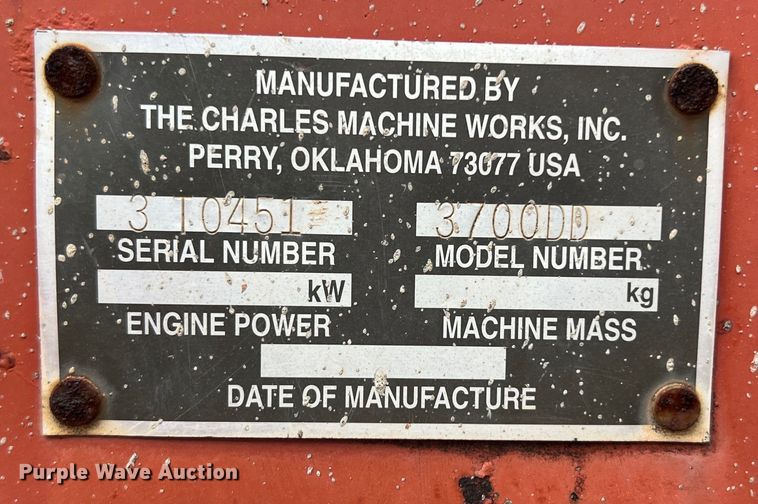 MANUFACTURED BY
THE CHARLES MACHINE WORKS, INC.
PERRY, OKLAHOMA 73077 USA
3T0451 3700DD
SERIAL NUMBER MODEL NUMBER
kW kg
ENGINE POWER MACHINE MASS
DATE OF MANUFACTURE
Purple Wave Auction